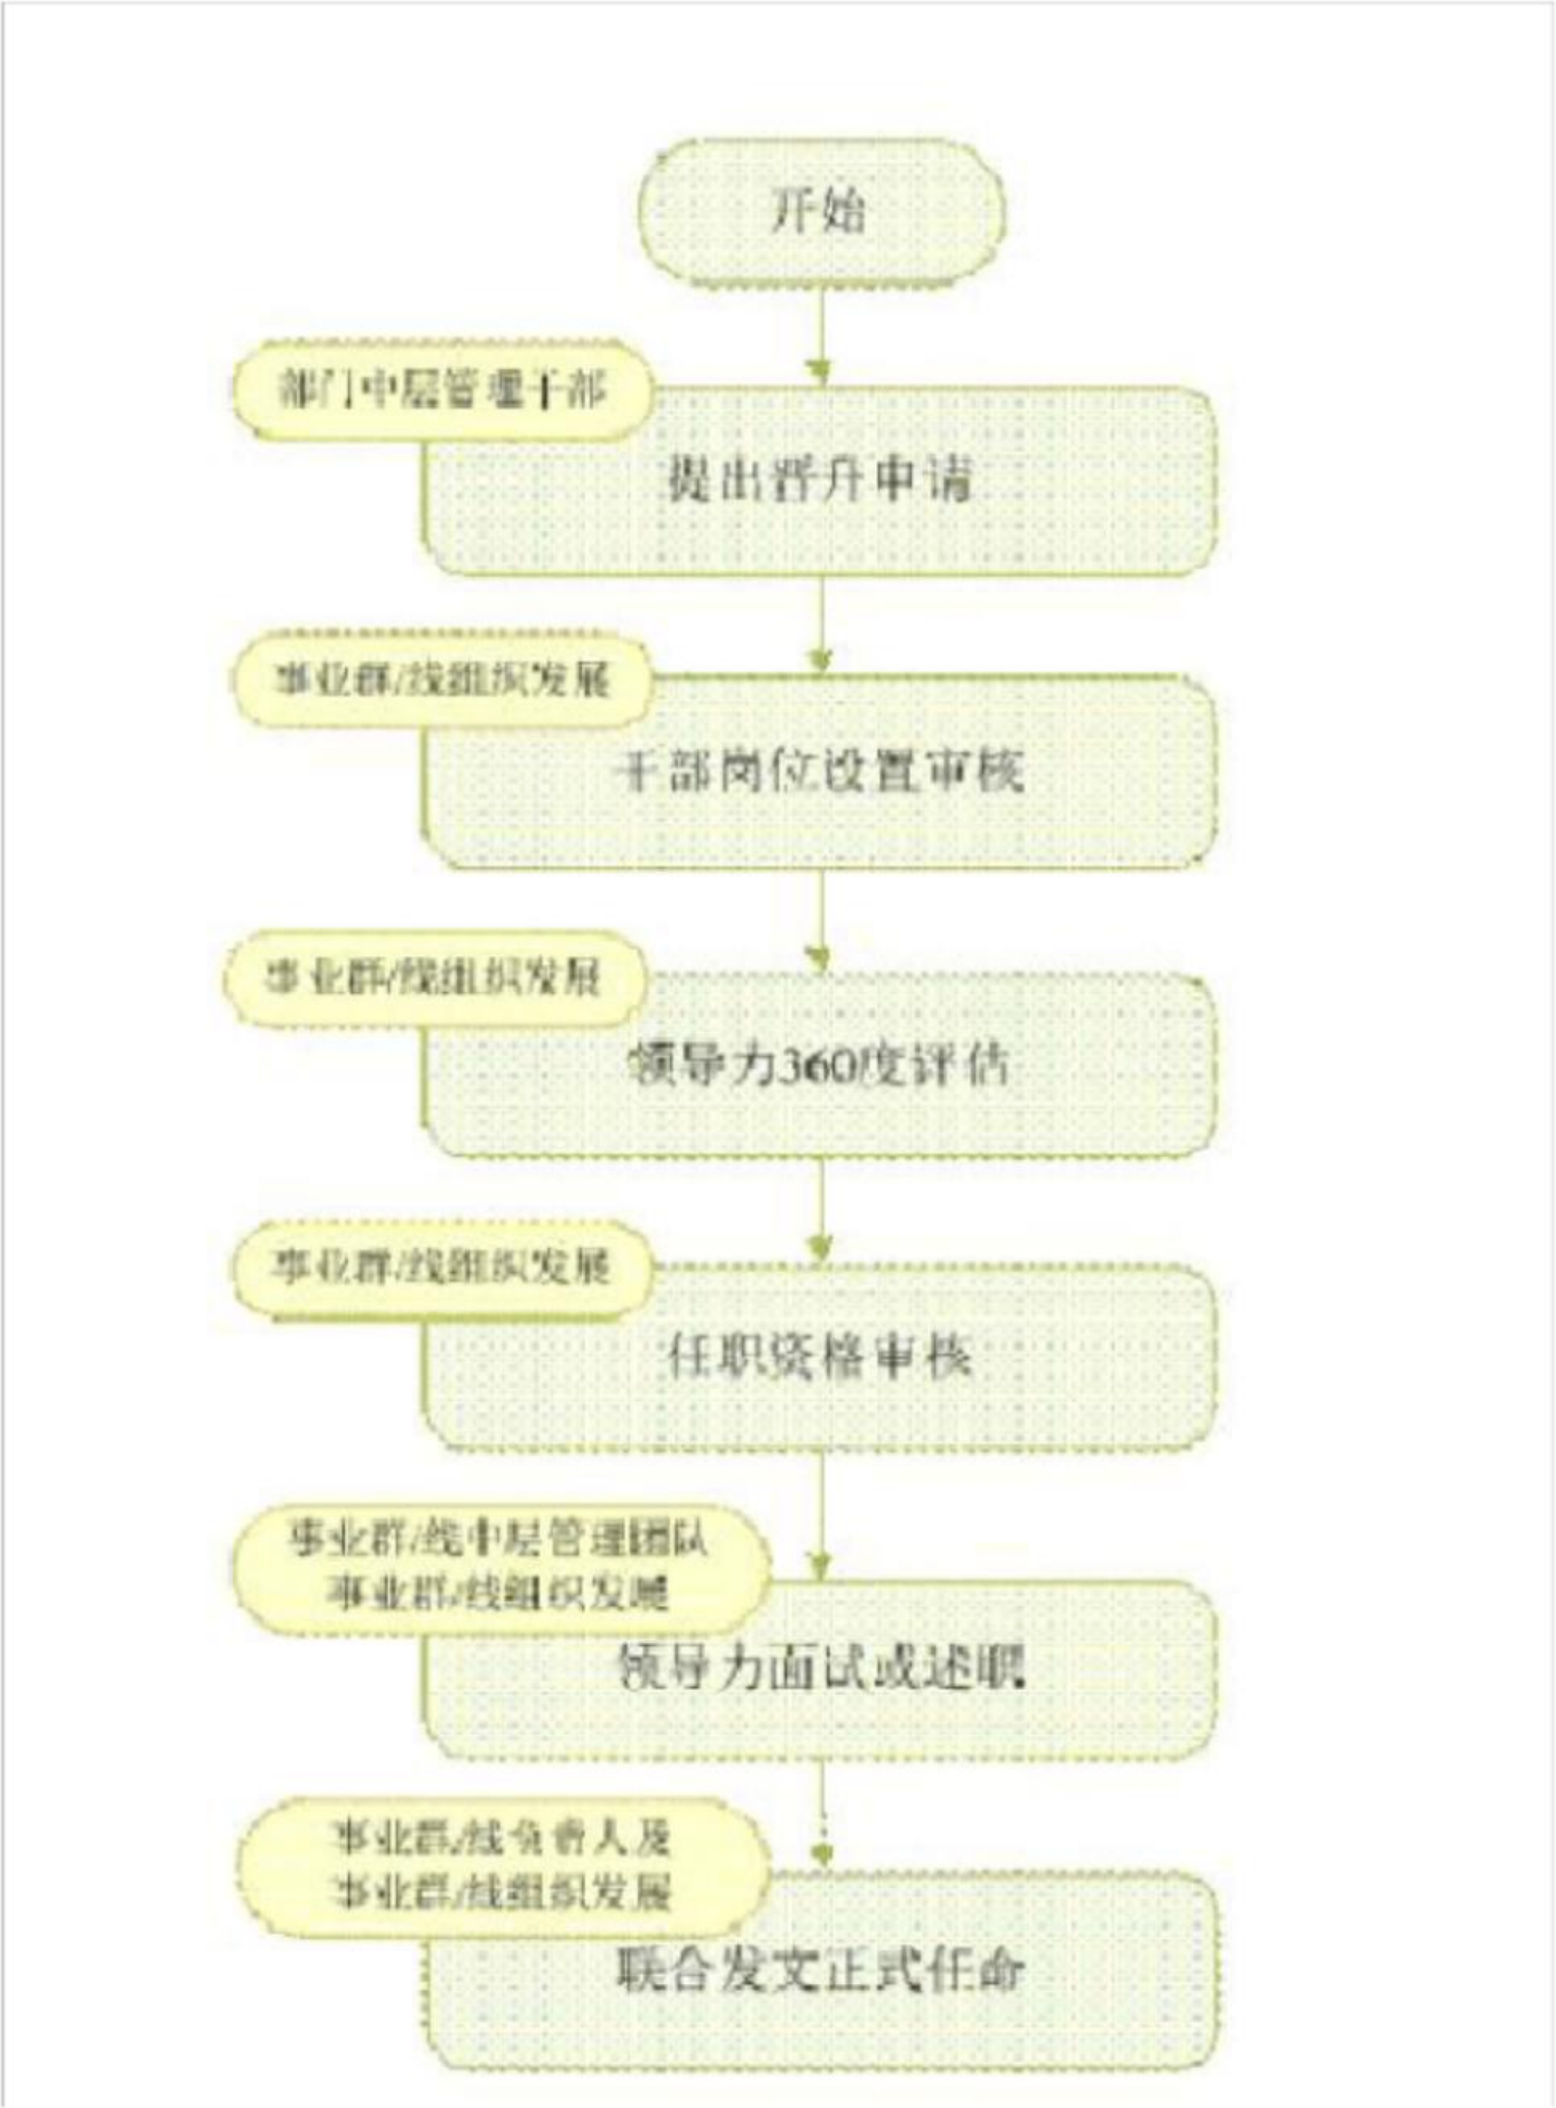 开始
部门中层管理干部
提出晋升申请
事业群/线组织发展
干部岗位设置审核
事业群/线组织发展
领导力360度评估
事业群/线组织发展
任职资格审核
事业群/线中层管理团队
事业群/线组织发展
领导力面试或述职
事业群/线负责人及
事业群/线组织发展
联合发文正式任命